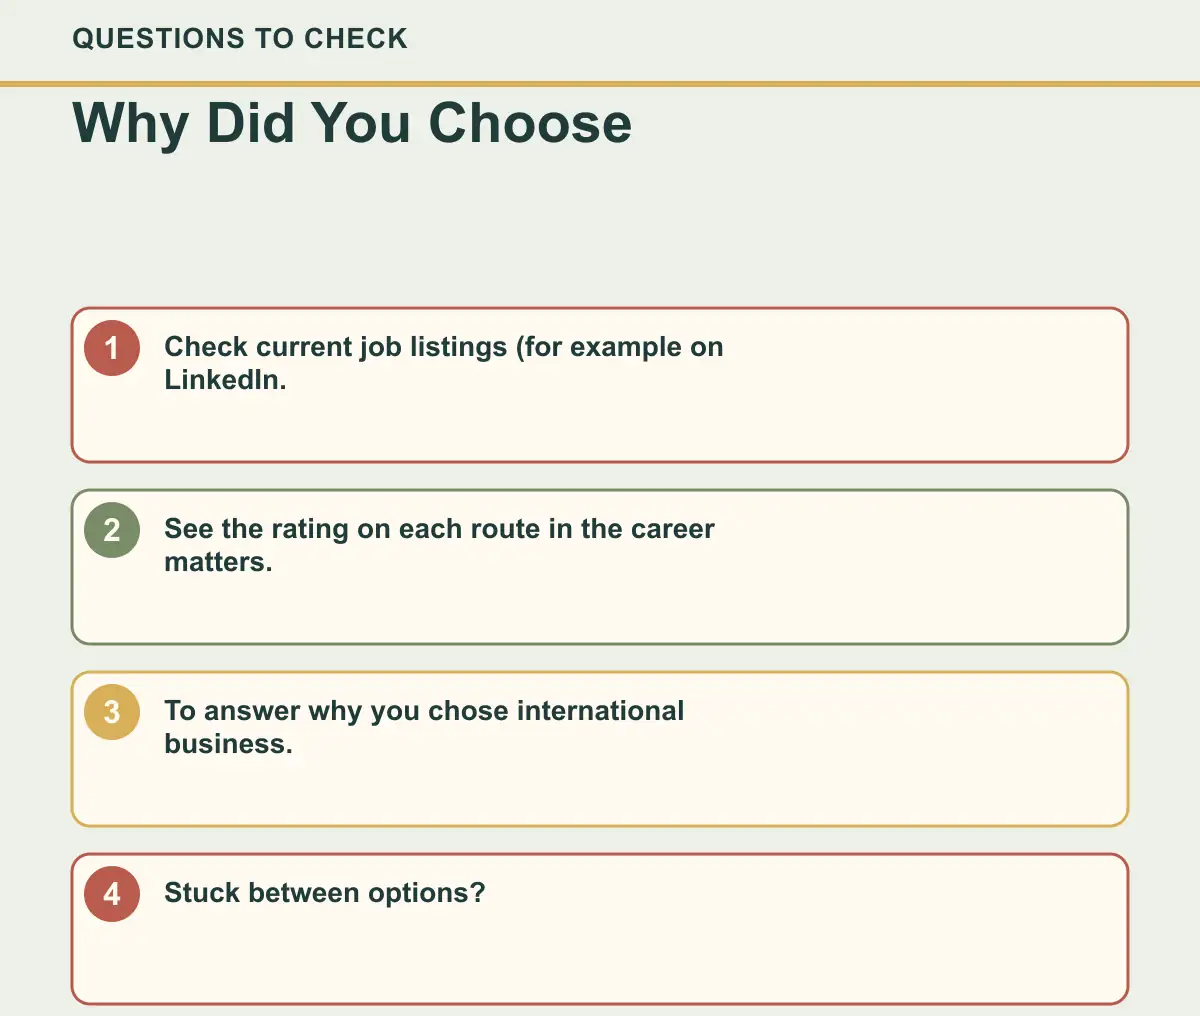 QUESTIONS TO CHECK
Why Did You Choose
1
Check current job listings (for example on
LinkedIn.
2
See the rating on each route in the career
matters.
3
To answer why you chose international
business.
4
Stuck between options?